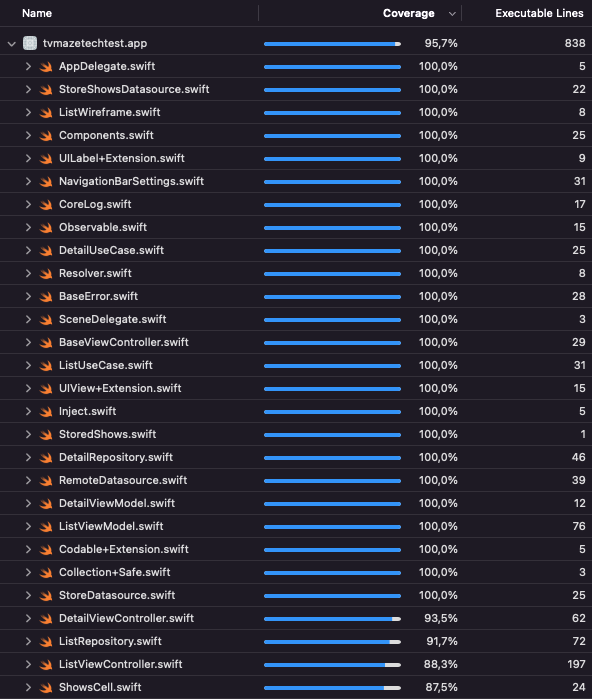 Name Coverage Executable Lines
tvmazetechtest.app 95,7% 838
AppDelegate.swift 100,0% 5
StoreShowsDatasource.swift 100,0% 22
ListWireframe.swift 100,0% 8
Components.swift 100,0% 25
UILabel+Extension.swift 100,0% 9
NavigationBarSettings.swift 100,0% 31
CoreLog.swift 100,0% 17
Observable.swift 100,0% 15
DetailUseCase.swift 100,0% 25
Resolver.swift 100,0% 8
BaseError.swift 100,0% 28
SceneDelegate.swift 100,0% 3
BaseViewController.swift 100,0% 29
ListUseCase.swift 100,0% 31
UIView+Extension.swift 100,0% 15
Inject.swift 100,0% 5
StoredShows.swift 100,0% 1
DetailRepository.swift 100,0% 46
RemoteDatasource.swift 100,0% 39
DetailViewModel.swift 100,0% 12
ListViewModel.swift 100,0% 76
Codable+Extension.swift 100,0% 5
Collection+Safe.swift 100,0% 3
StoreDatasource.swift 100,0% 25
DetailViewController.swift 93,5% 62
ListRepository.swift 91,7% 72
ListViewController.swift 88,3% 197
ShowsCell.swift 87,5% 24